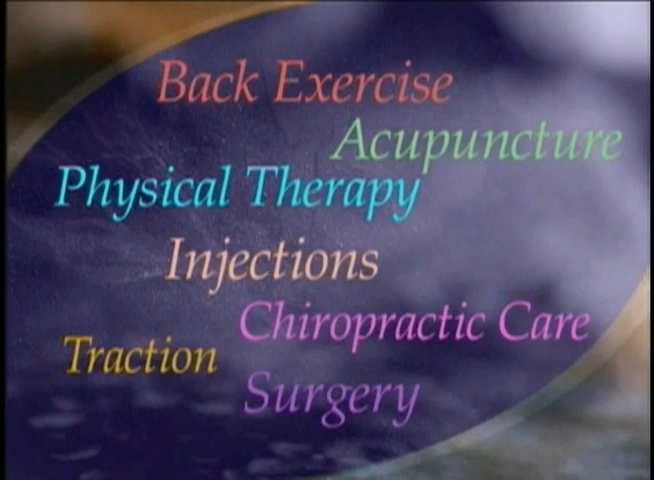 Back Exercise
Acupuncture
Physical Therapy
Injections
Chiropractic Care
Traction
Surgery